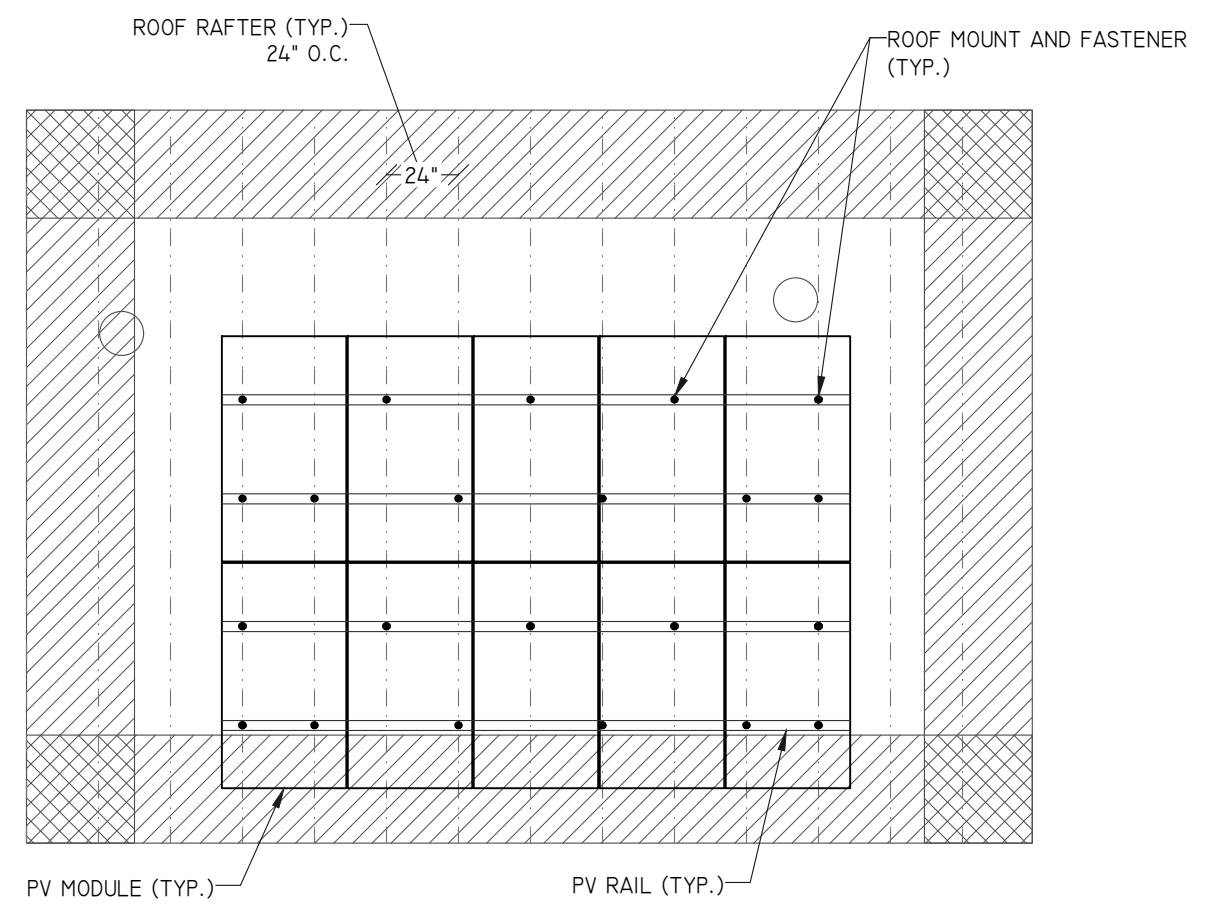 ROOF RAFTER (TYP.)
24" O.C.
ROOF MOUNT AND FASTENER
(TYP.)
24"
PV MODULE (TYP.)
PV RAIL (TYP.)